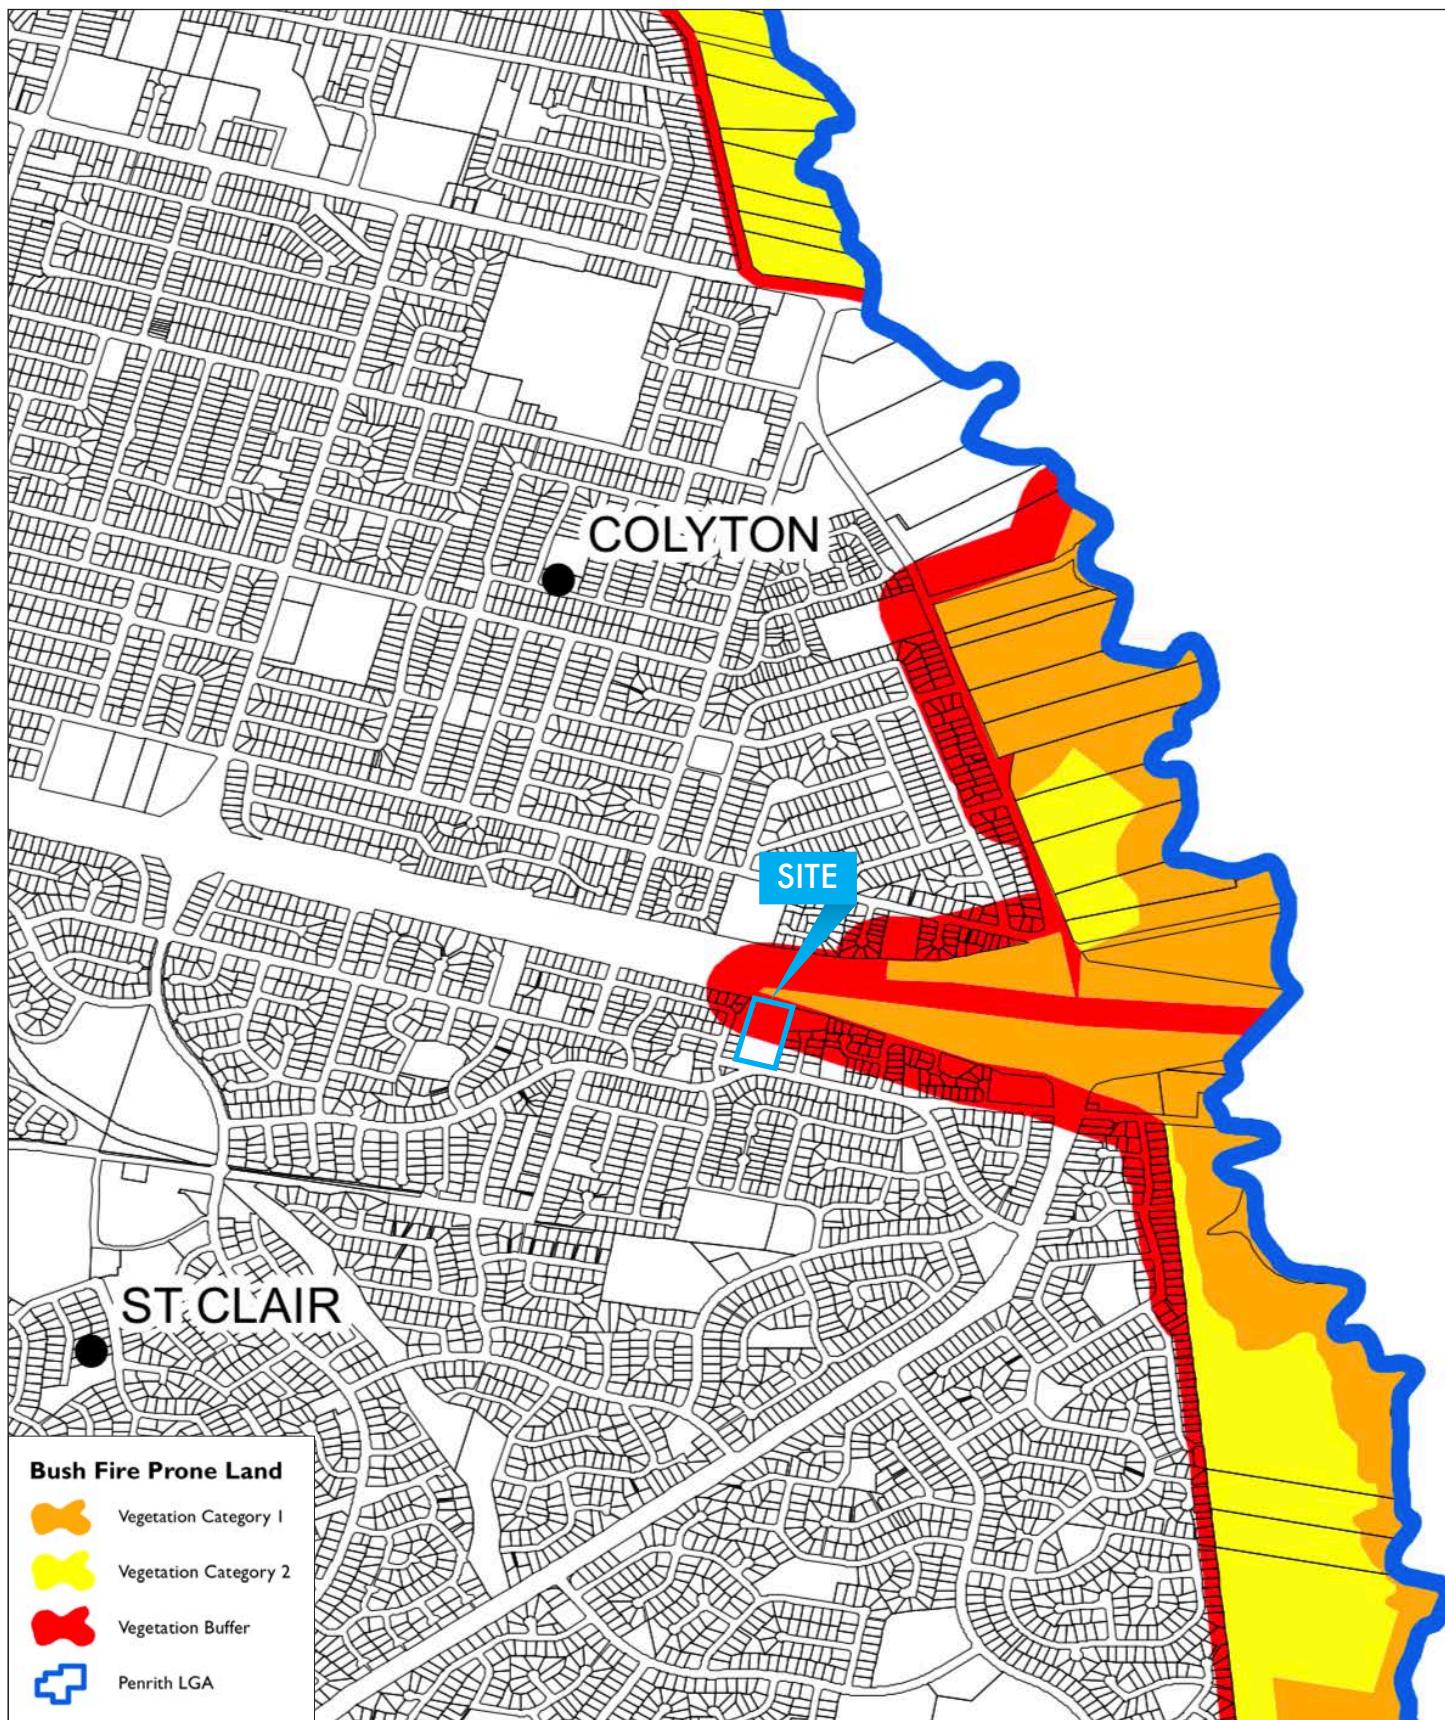 COLYTON
SITE
ST CLAIR
Bush Fire Prone Land
Vegetation Category 1
Vegetation Category 2
Vegetation Buffer
Penrith LGA